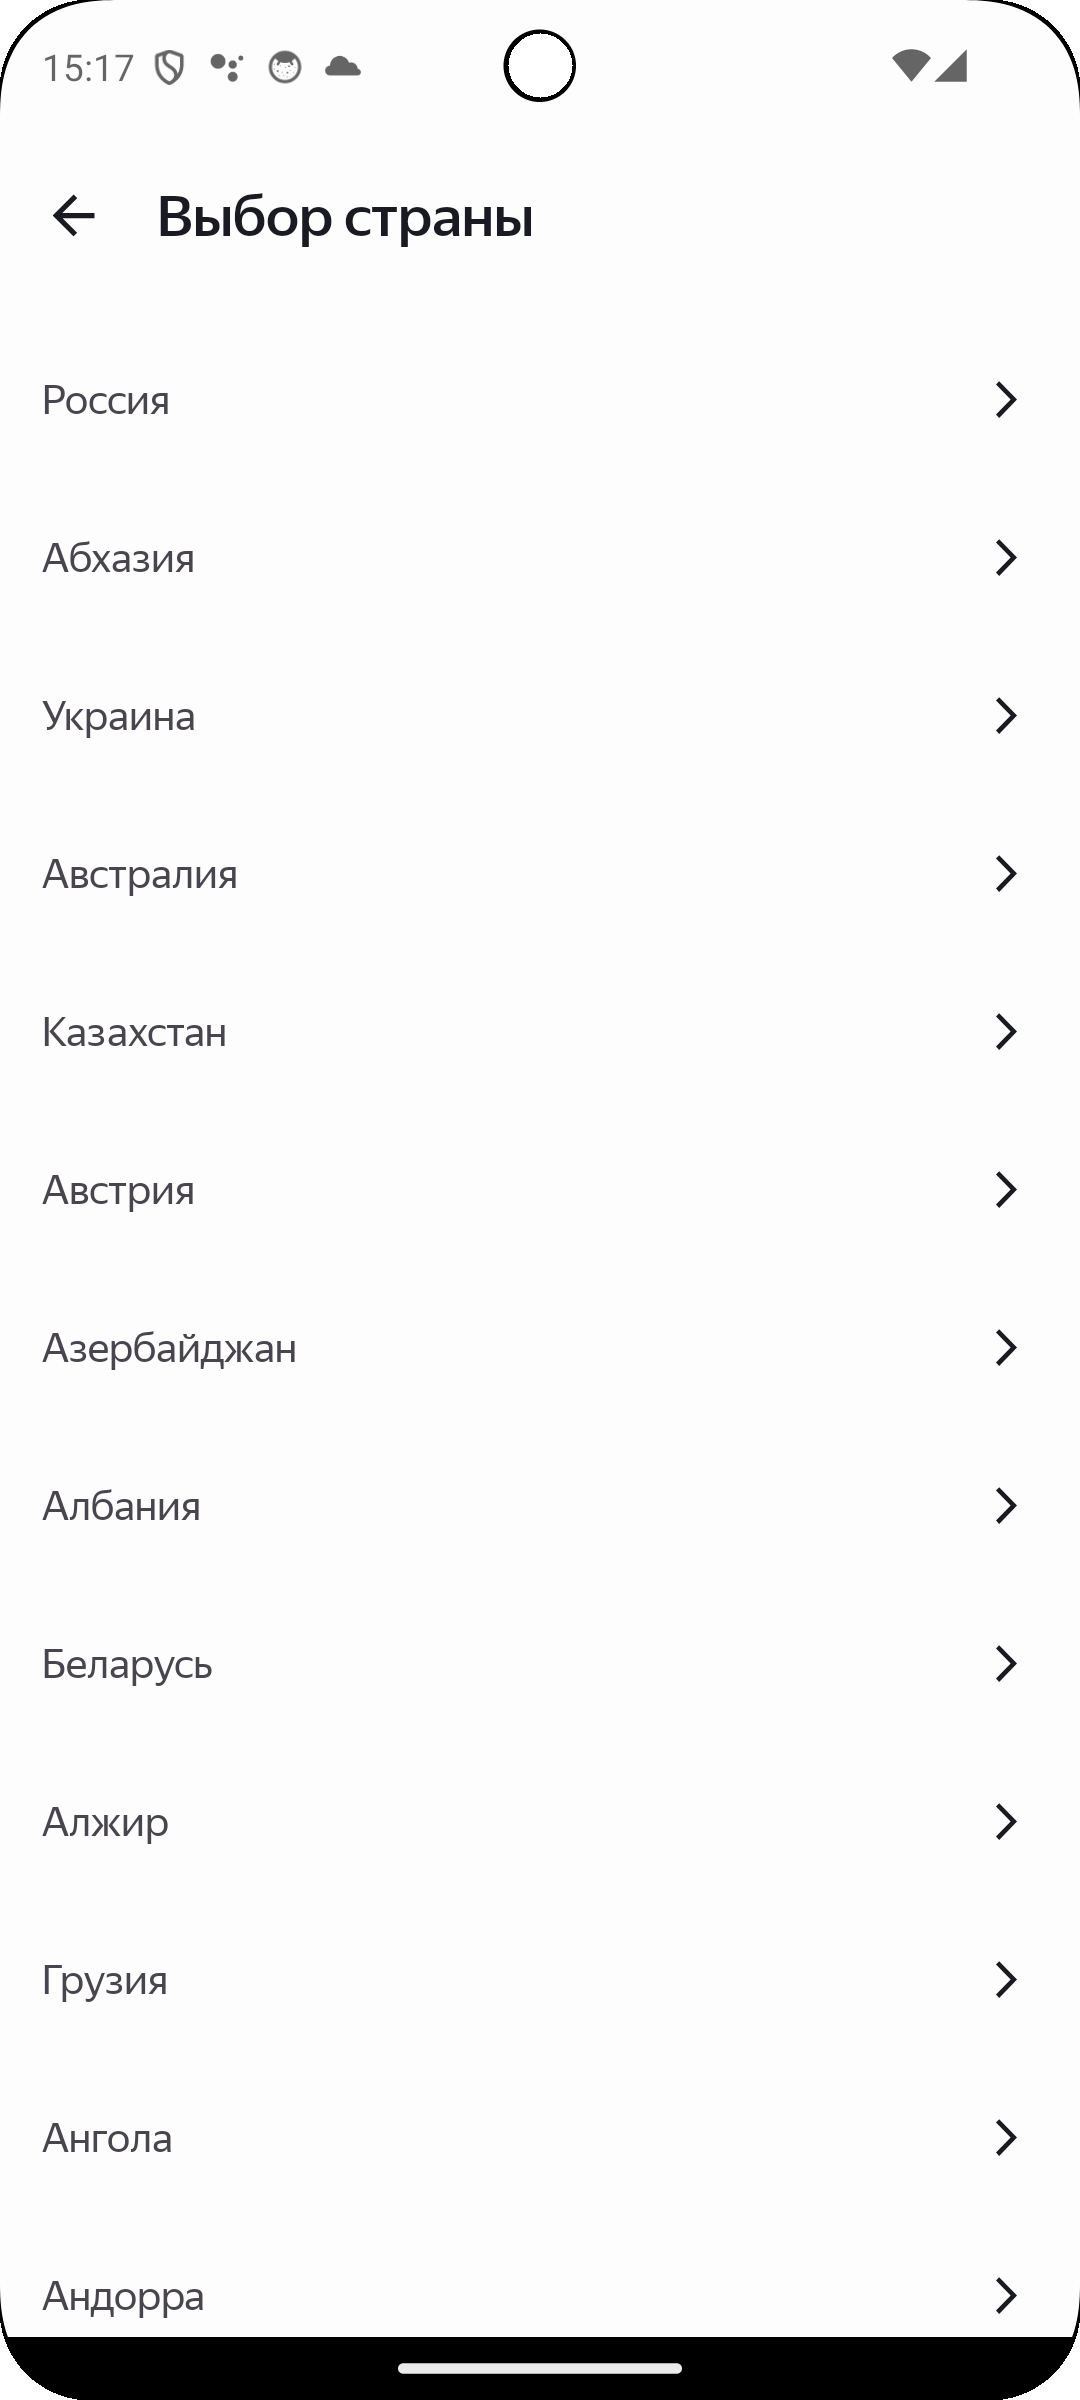 15:17
Выбор страны
Россия
Абхазия
Украина
Австралия
Казахстан
Австрия
Азербайджан
Албания
Беларусь
Алжир
Грузия
Ангола
Андорра